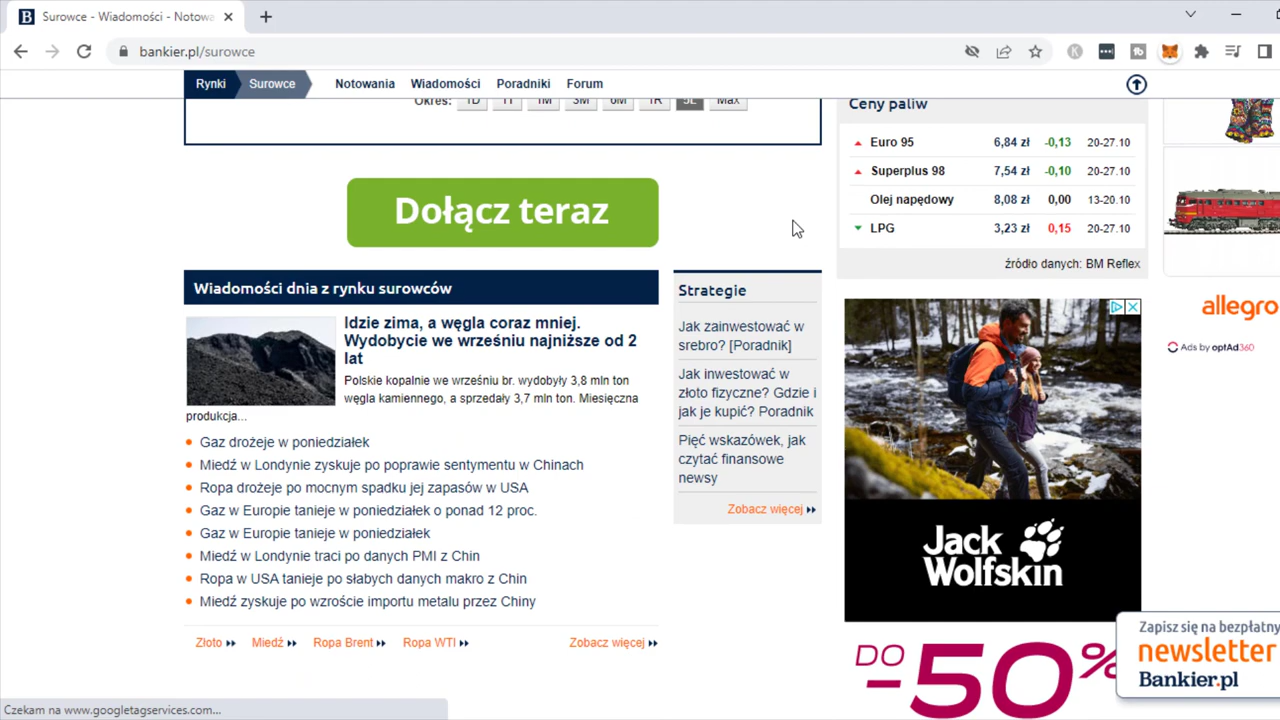 Surowce - Wiadomości - Notowa
bankier.pl/surowce
Rynki
Surowce
Notowania
Wiadomości
Poradniki
Forum
Okres:
1D
1T
1M
3M
6M
1R
5L
Max
Dołącz teraz
Wiadomości dnia z rynku surowców
Idzie zima, a węgla coraz mniej.
Wydobycie we wrześniu najniższe od 2
lat
Polskie kopalnie we wrześniu br. wydobyły 3,8 mln ton
węgla kamiennego, a sprzedały 3,7 mln ton. Miesięczna
produkcja...
Gaz drożeje w poniedziałek
Miedź w Londynie zyskuje po poprawie sentymentu w Chinach
Ropa drożeje po mocnym spadku jej zapasów w USA
Gaz w Europie tanieje w poniedziałek o ponad 12 proc.
Gaz w Europie tanieje w poniedziałek
Miedź w Londynie traci po danych PMI z Chin
Ropa w USA tanieje po słabych danych makro z Chin
Miedź zyskuje po wzroście importu metalu przez Chiny
Złoto
Miedź
Ropa Brent
Ropa WTI
Zobacz więcej
Strategie
Jak zainwestować w
srebro? [Poradnik]
Jak inwestować w
złoto fizyczne? Gdzie i
jak je kupić? Poradnik
Pięć wskazówek, jak
czytać finansowe
newsy
Zobacz więcej
Ceny paliw
Euro 95 6,84 zł -0,13 20-27.10
Superplus 98 7,54 zł -0,10 20-27.10
Olej napędowy 8,08 zł 0,00 13-20.10
LPG 3,23 zł 0,15 20-27.10
źródło danych: BM Reflex
Jack
Wolfskin
DO
-50%
allegro
Ads by optAd360
Zapisz się na bezpłatny
newsletter
Bankier.pl
Czekam na www.googletagservices.com...